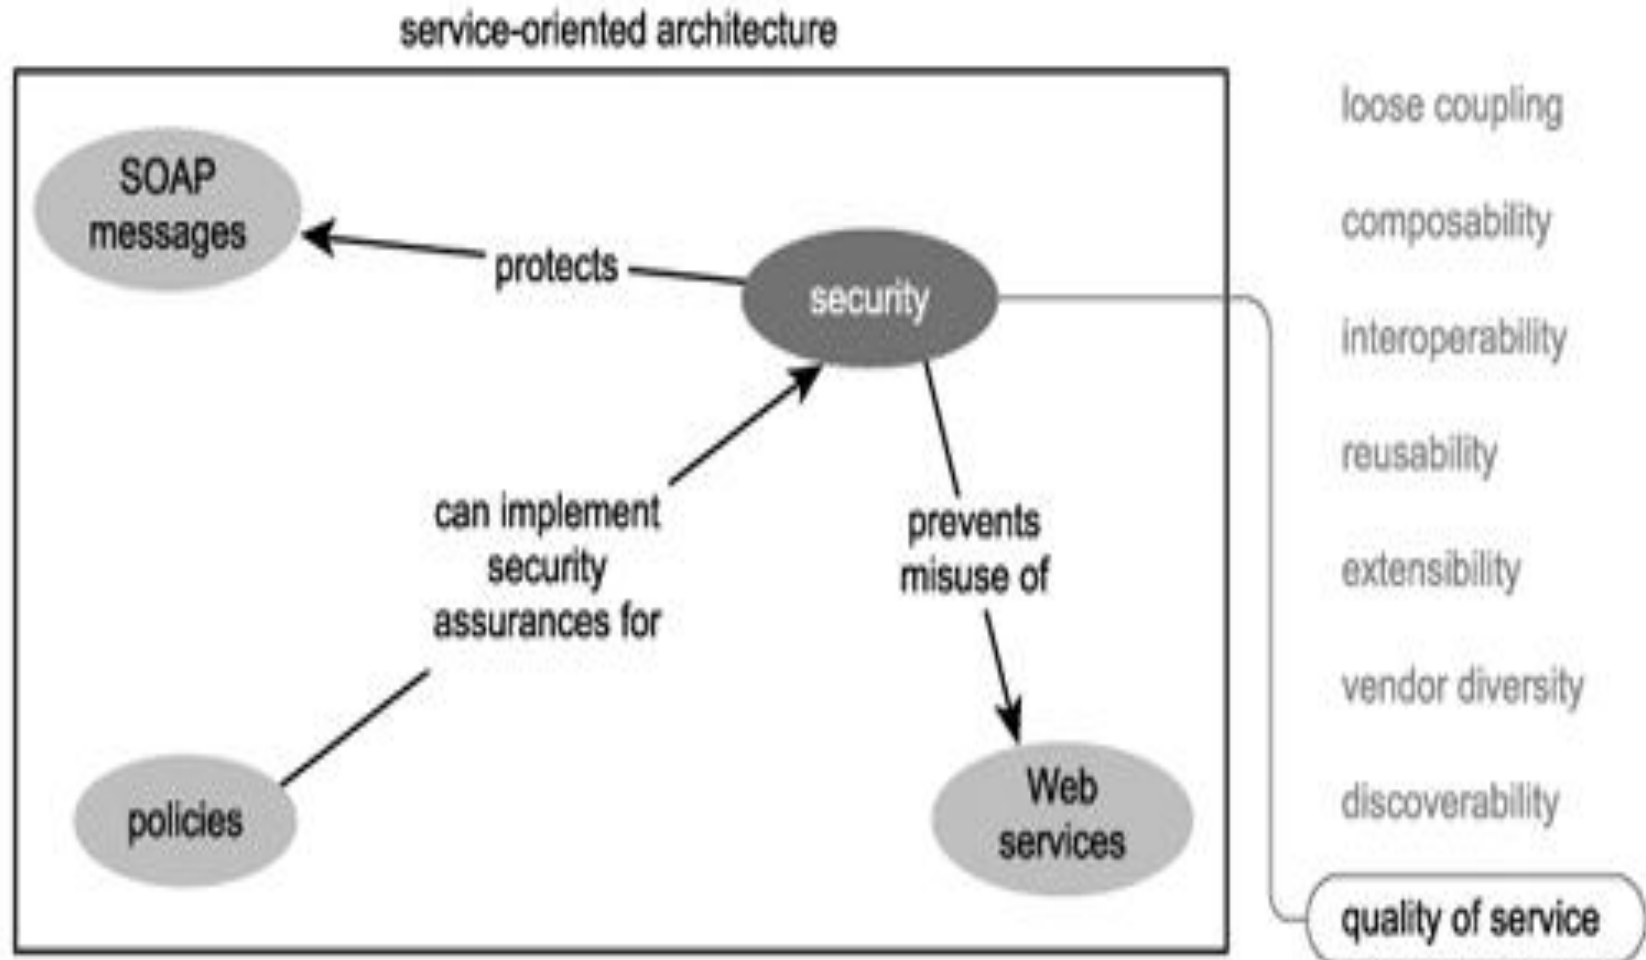 service-oriented architecture
SOAP
messages
protects
security
can implement
security
assurances for
prevents
misuse of
policies
Web
services
loose coupling
composability
interoperability
reusability
extensibility
vendor diversity
discoverability
quality of service